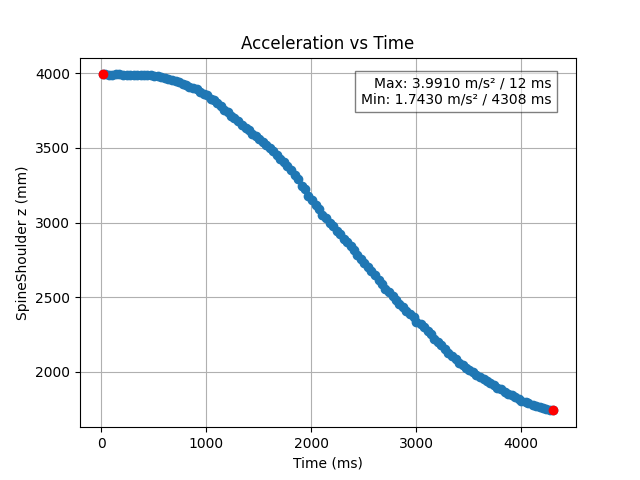 Acceleration vs Time
Max: 3.9910 m/s² / 12 ms
Min: 1.7430 m/s² / 4308 ms
SpineShoulder z (mm)
4000
3500
3000
2500
2000
0
1000
2000
3000
4000
Time (ms)